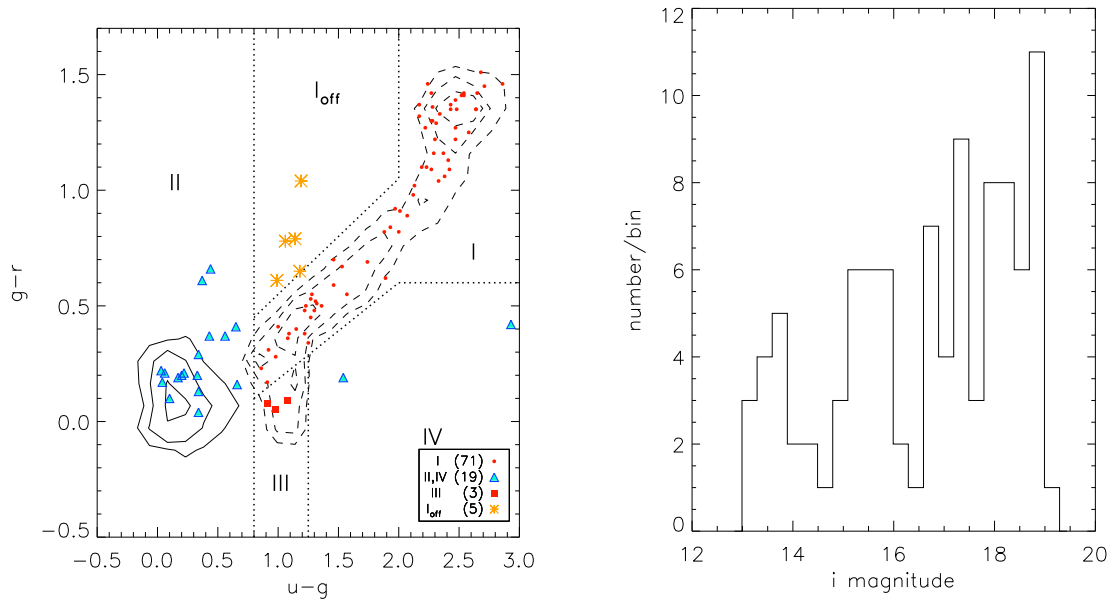 1.5
1.0
0.5
0.0
−0.5
g−r
−0.5 0.0 0.5 1.0 1.5 2.0 2.5 3.0
u−g
I_off
II
I
IV
III
I (71)
II,IV (19)
III (3)
I_off (5)
12
10
8
6
4
2
0
number/bin
12 14 16 18 20
i magnitude